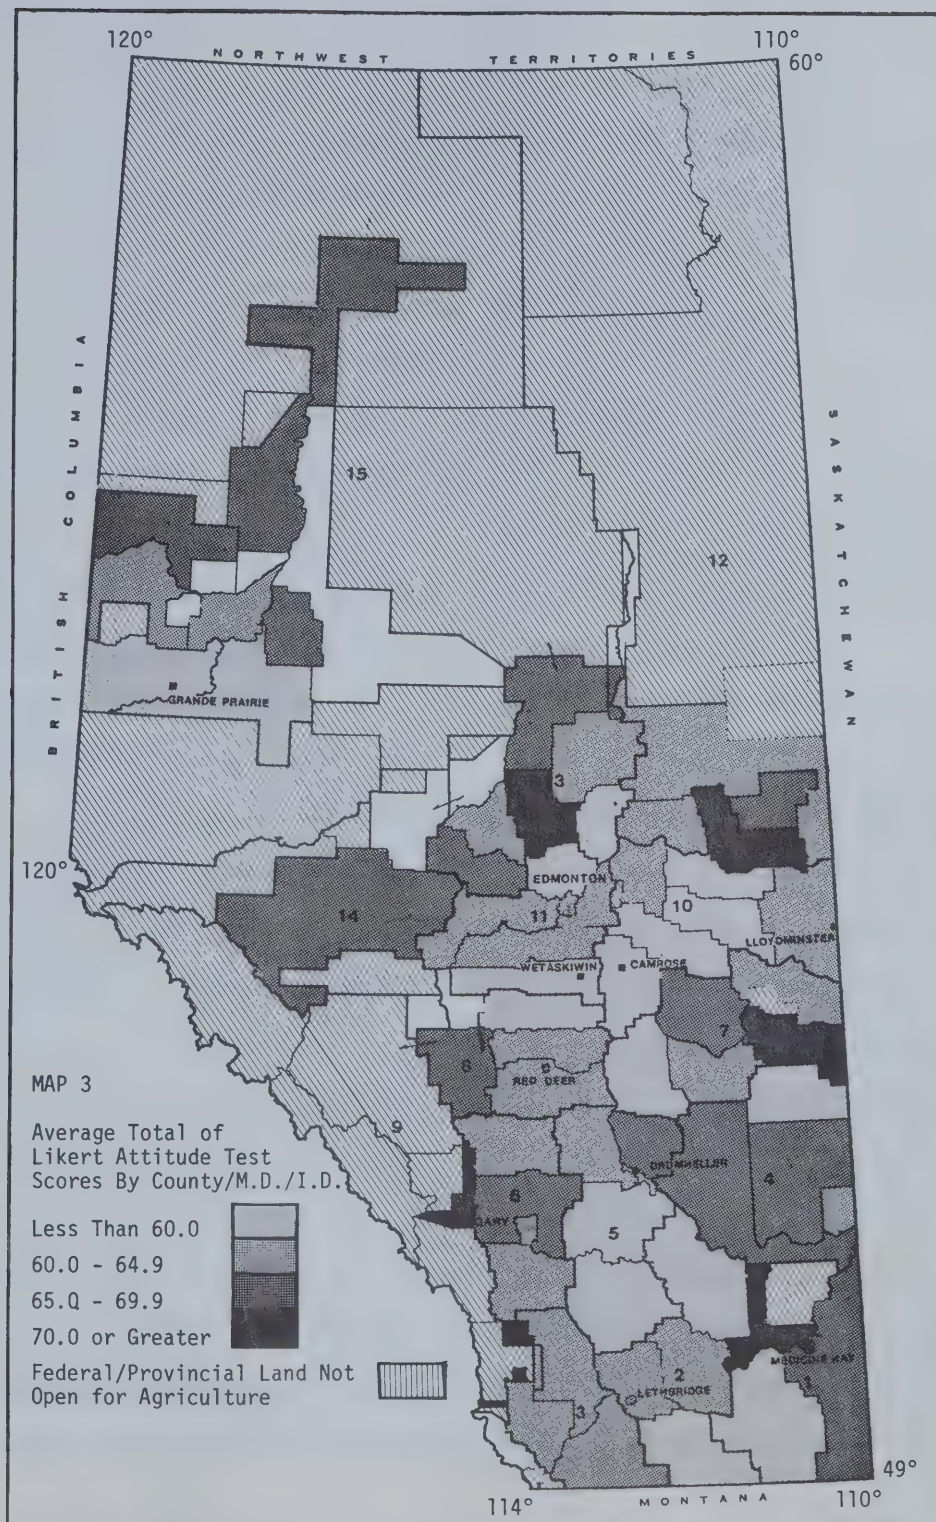 120°
110°
NORTHWEST TERRITORIES
60°
BRITISH COLUMBIA
SASKATCHEWAN
15
12
GRANDE PRAIRIE
3
120°
EDMONTON
14
11
10
LLOYDMINSTER
WETASKIWIN
CAMROSE
7
8
9
RED DEER
MAP 3
Average Total of
Likert Attitude Test
Scores By County/M.D./I.D.
9
DRUMHELLER
4
6
GARY
5
Less Than 60.0
60.0 - 64.9
65.0 - 69.9
70.0 or Greater
Federal/Provincial Land Not
Open for Agriculture
MEDICINE HAT
2
1
LETHBRIDGE
3
49°
114°
MONTANA
110°